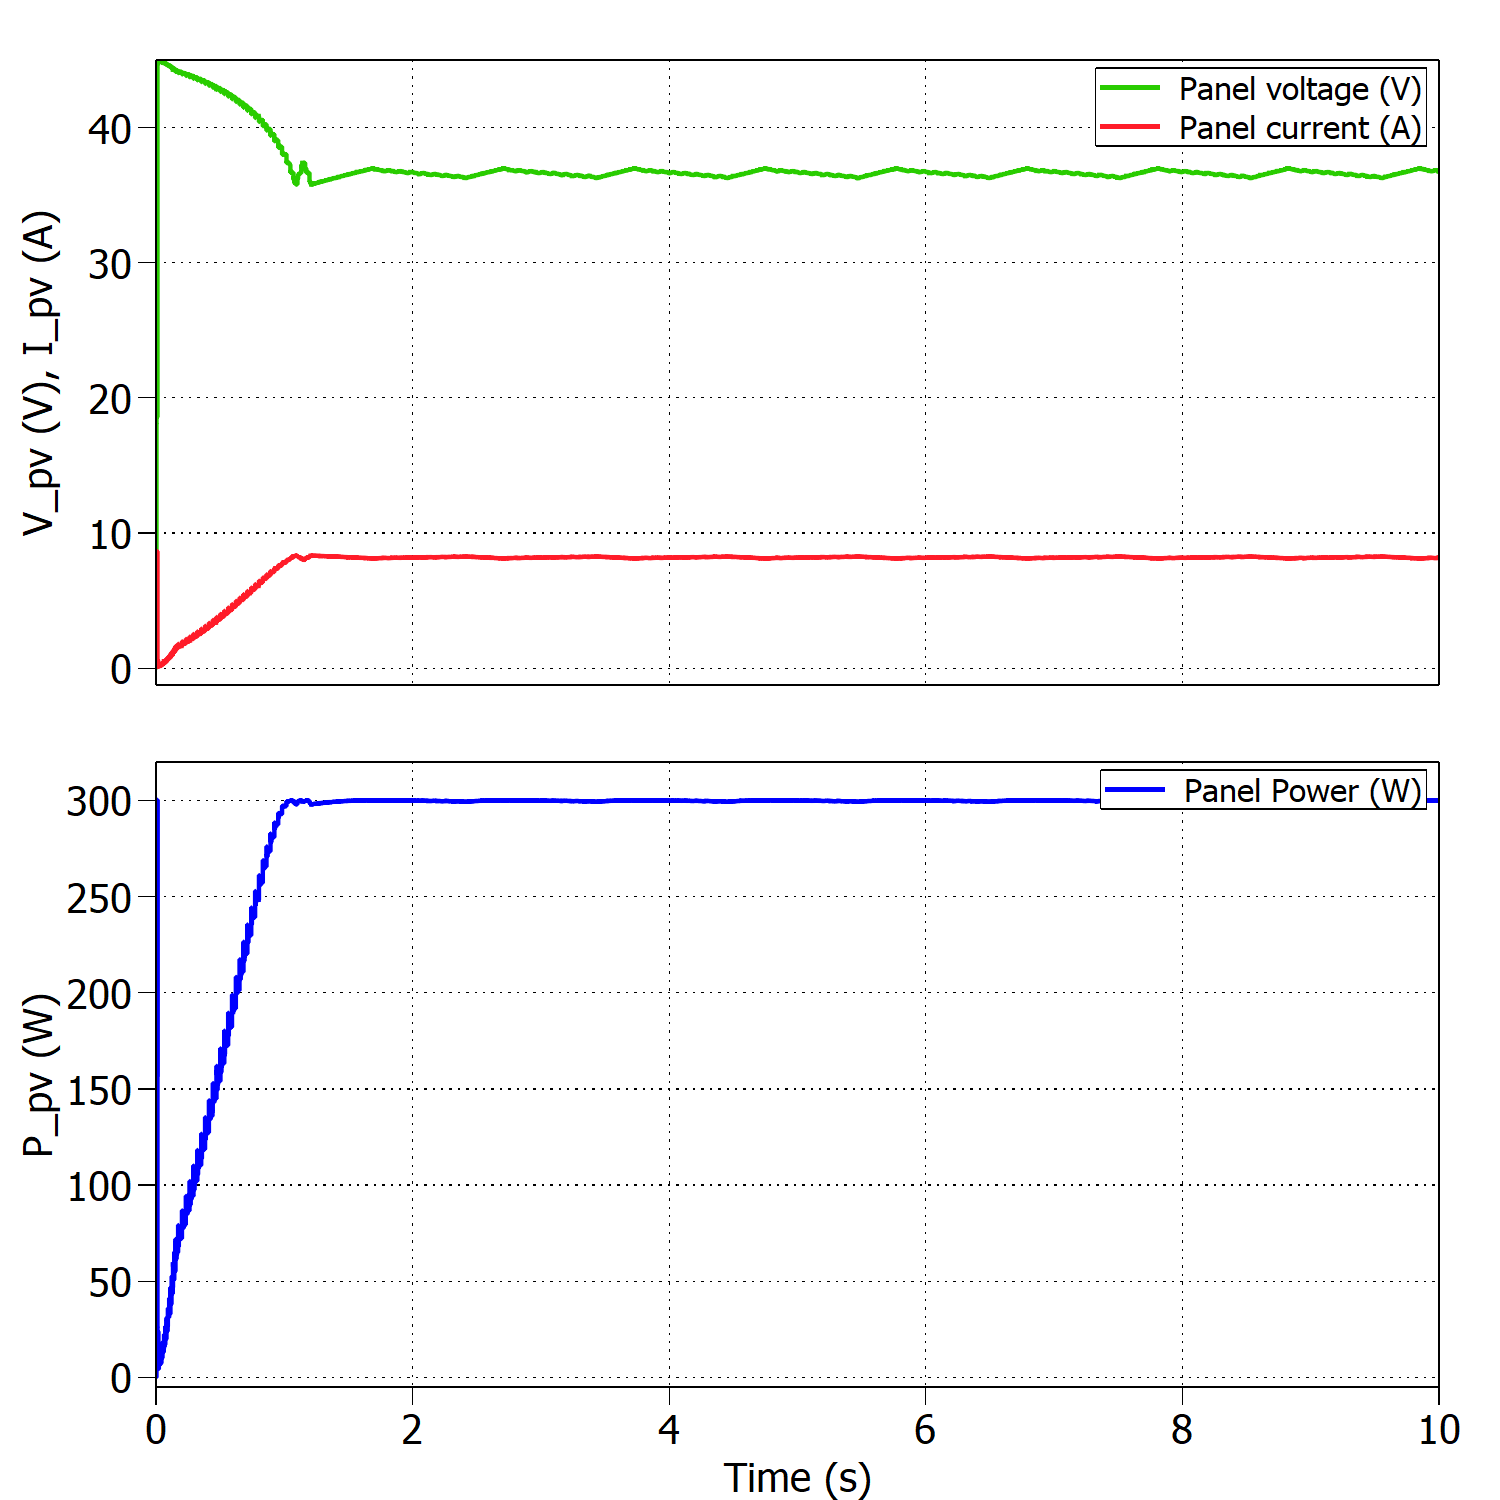 Panel voltage (V)
Panel current (A)
40
30
20
10
0
V_pv (V), I_pv (A)
Panel Power (W)
300
250
200
150
100
50
0
P_pv (W)
0 2 4 6 8 10
Time (s)